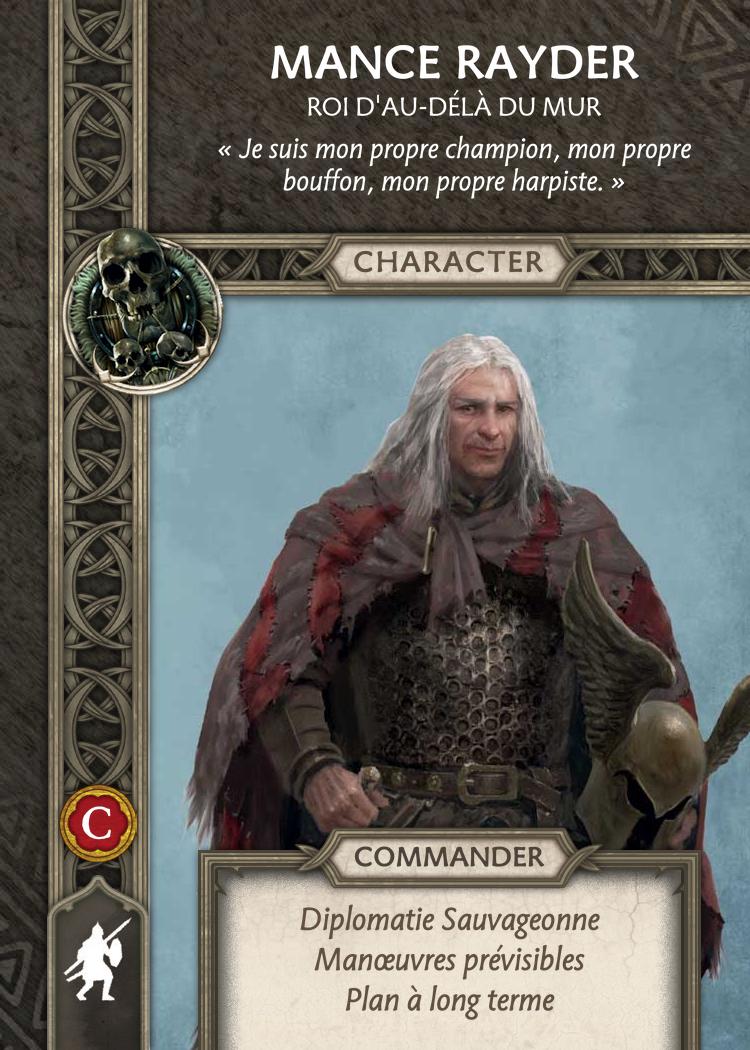 MANCE RAYDER
ROI D'AU-DÉLÀ DU MUR
« Je suis mon propre champion, mon propre
bouffon, mon propre harpiste. »
CHARACTER
C
COMMANDER
Diplomatie Sauvageonne
Manœuvres prévisibles
Plan à long terme